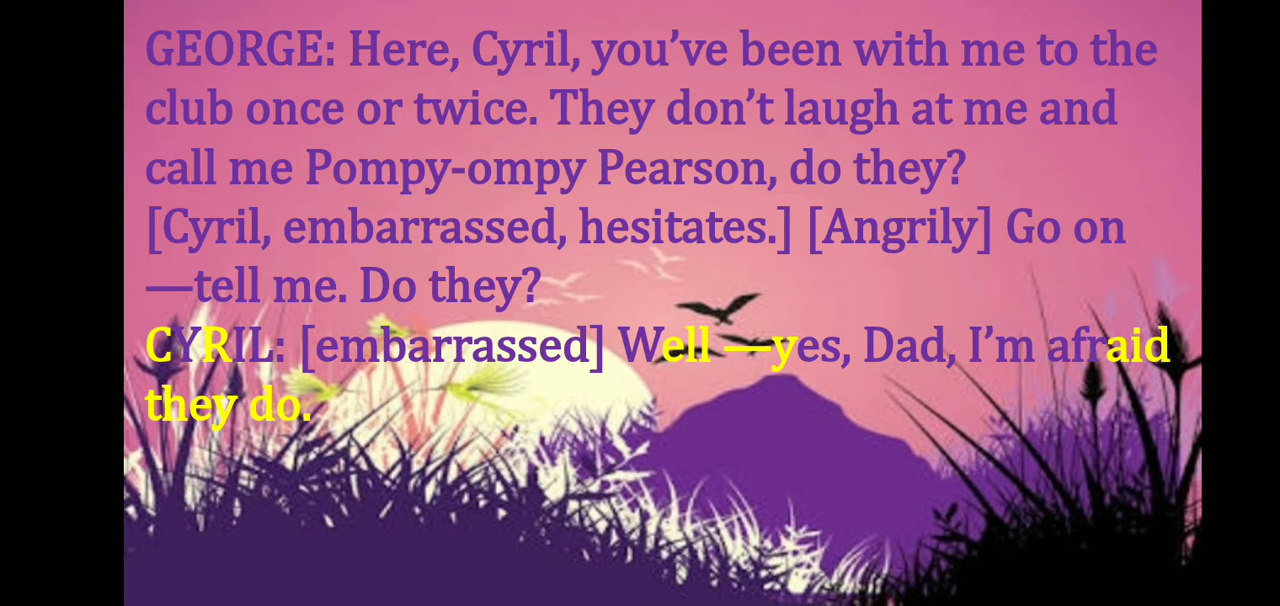 GEORGE: Here, Cyril, you’ve been with me to the
club once or twice. They don’t laugh at me and
call me Pompy-ompy Pearson, do they?
[Cyril, embarrassed, hesitates.] [Angrily] Go on
—tell me. Do they?
CYRIL: [embarrassed] Well —yes, Dad, I’m afraid
they do.